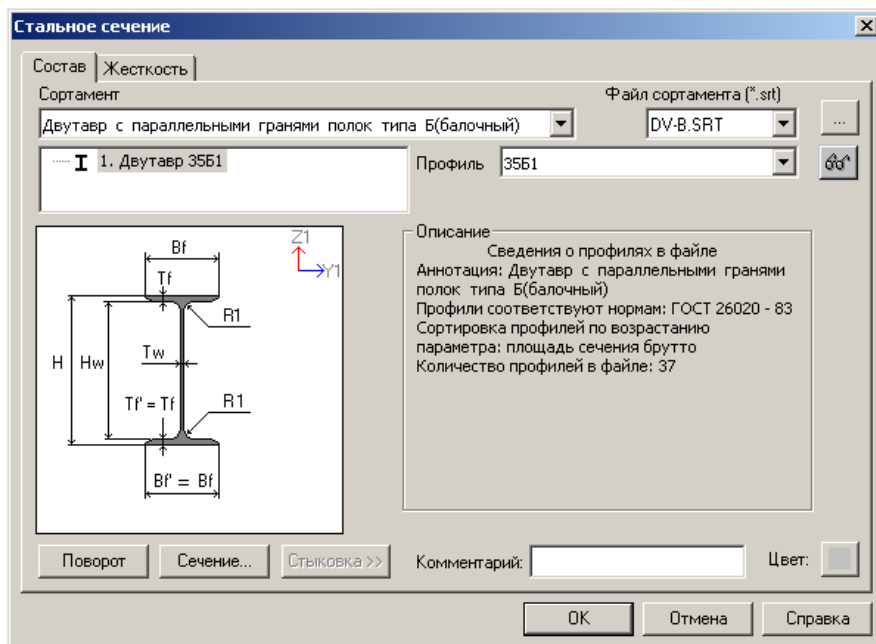 Стальное сечение
Состав Жесткость
Сортамент Файл сортамента (*.srt)
Двутавр с параллельными гранями полок типа Б(балочный) DV-B.SRT ...
1. Двутавр 35Б1 Профиль 35Б1
Bf
Tf
Z1
Y1
R1
H
Hw
Tw
Tf' = Tf
R1
Bf' = Bf
Описание
Сведения о профилях в файле
Аннотация: Двутавр с параллельными гранями
полок типа Б(балочный)
Профили соответствуют нормам: ГОСТ 26020 - 83
Сортировка профилей по возрастанию
параметра: площадь сечения брутто
Количество профилей в файле: 37
Поворот Сечение... Стыковка >> Комментарий: Цвет:
OK Отмена Справка